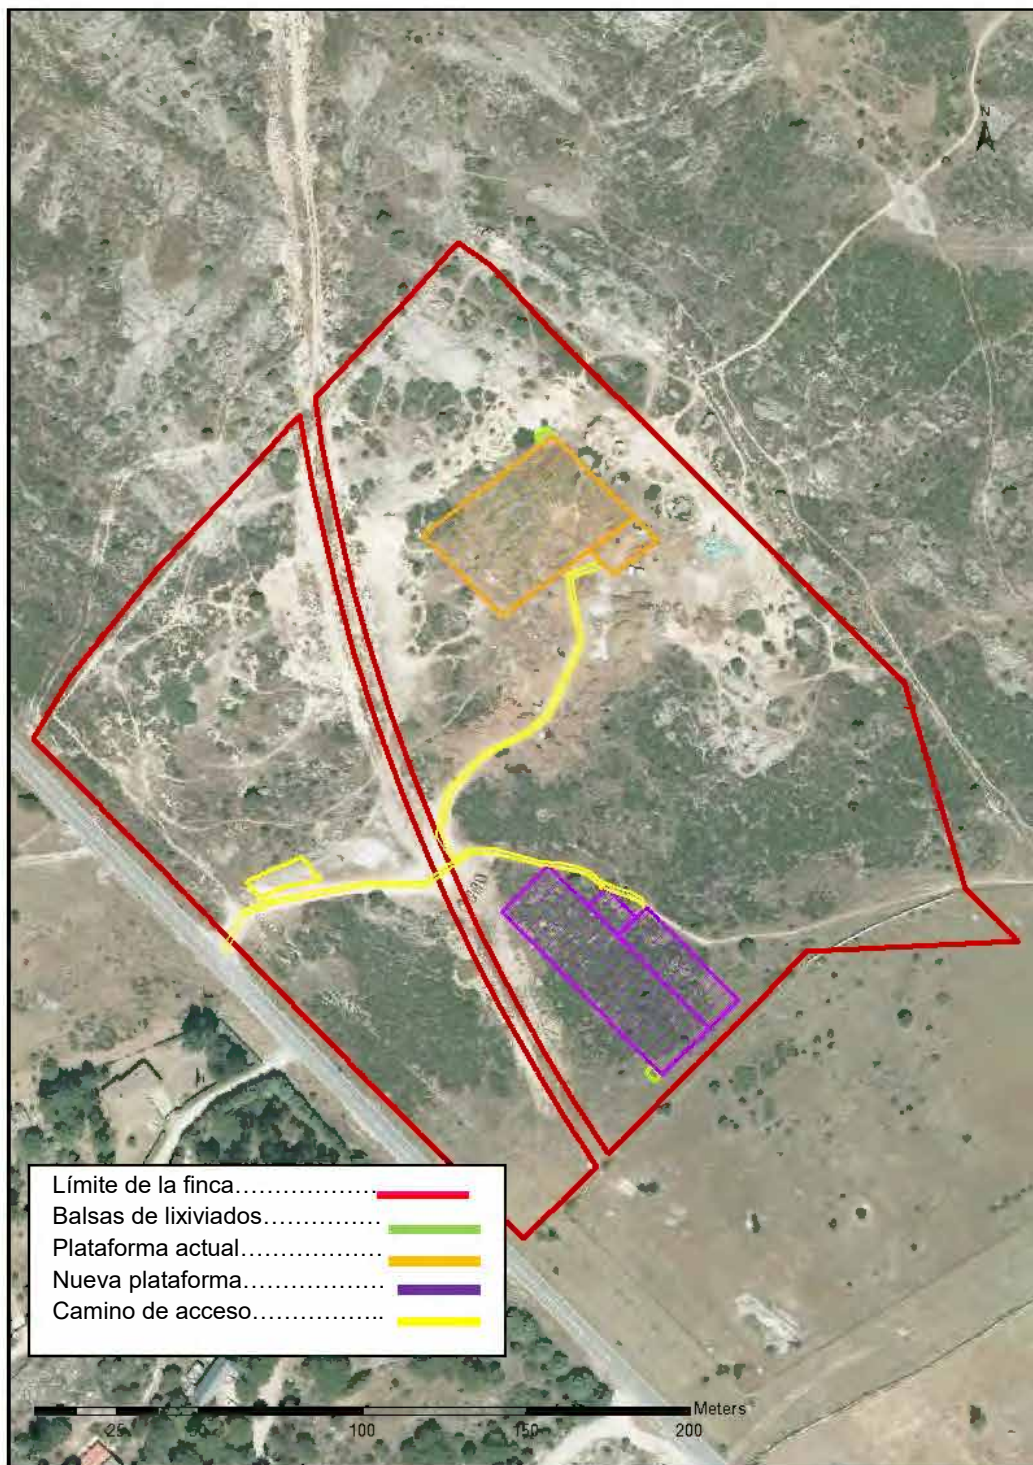 N
Límite de la finca………………
Balsas de lixiviados……………
Plataforma actual………………
Nueva plataforma………………
Camino de acceso……………..
Meters
25 100 150 200